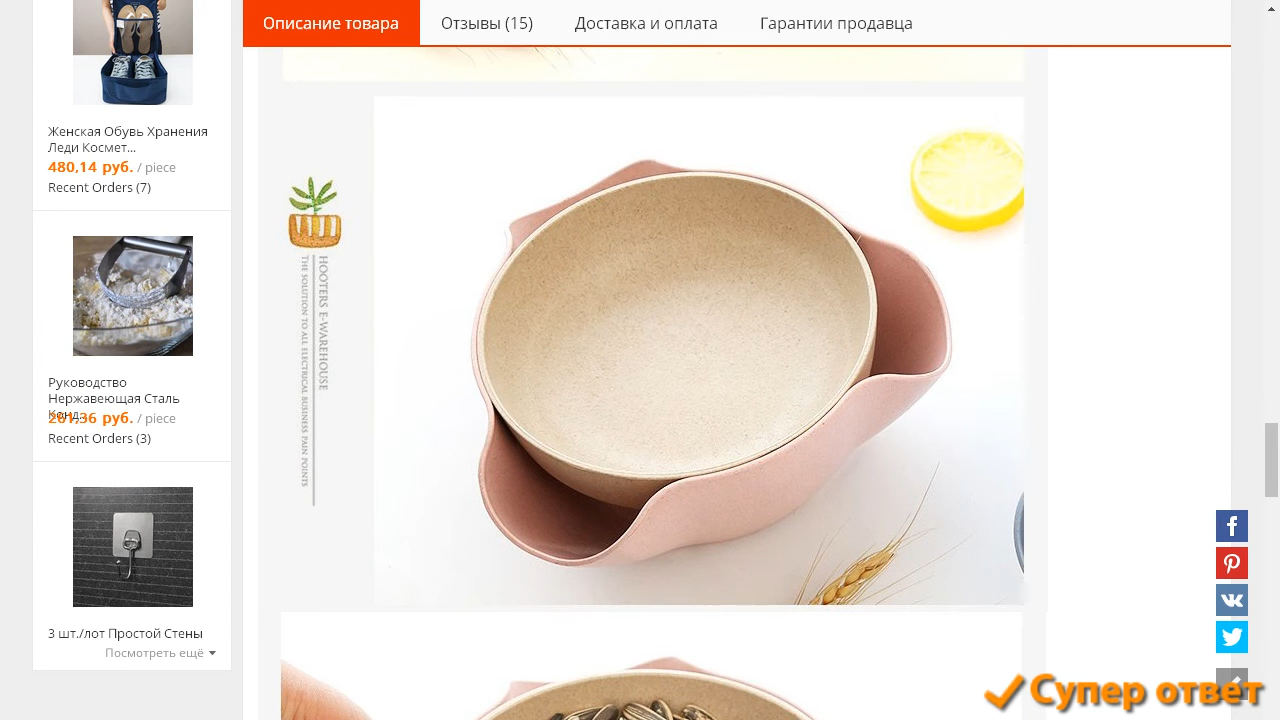 Описание товара
Отзывы (15)
Доставка и оплата
Гарантии продавца
Женская Обувь Хранения
Леди Космет...
480,14 руб. / piece
Recent Orders (7)
Руководство
Нержавеющая Сталь
261,36 руб. / piece
Recent Orders (3)
3 шт./лот Простой Стены
Посмотреть ещё
HOOTERS E-WAREHOUSE
THE SOLUTION TO ALL ELECTRICAL BUSINESS PAIN POINTS
Супер ответ